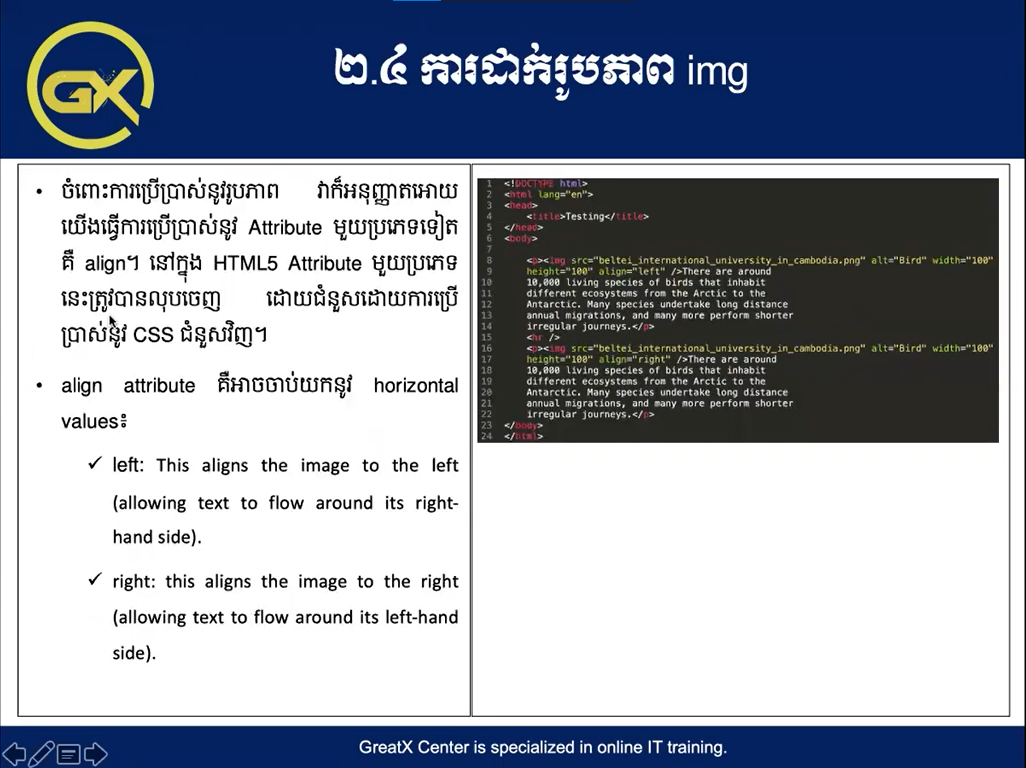 GX
២.៤ ការដាក់រូបភាព img
• ចំពោះការប្រើប្រាស់នូវរូបភាព វាក៏អនុញ្ញាតអោយ
យើងធ្វើការប្រើប្រាស់នូវ Attribute មួយប្រភេទទៀត
គឺ align។ នៅក្នុង HTML5 Attribute មួយប្រភេទ
នេះត្រូវបានលុបចេញ ដោយជំនួសដោយការប្រើ
ប្រាស់នូវ CSS ជំនួសវិញ។
• align attribute គឺអាចចាប់យកនូវ horizontal
values៖
✓ left: This aligns the image to the left
(allowing text to flow around its right-
hand side).
✓ right: this aligns the image to the right
(allowing text to flow around its left-hand
side).
1 <!DOCTYPE html>
2 <html lang="en">
3 <head>
4 <title>Testing</title>
5 </head>
6 <body>
7
8 <p><img src="beltei_international_university_in_cambodia.png" alt="Bird" width="100"
9 height="100" align="left" />There are around
10 10,000 living species of birds that inhabit
11 different ecosystems from the Arctic to the
12 Antarctic. Many species undertake long distance
13 annual migrations, and many more perform shorter
14 irregular journeys.</p>
15 <hr />
16 <p><img src="beltei_international_university_in_cambodia.png" alt="Bird" width="100"
17 height="100" align="right" />There are around
18 10,000 living species of birds that inhabit
19 different ecosystems from the Arctic to the
20 Antarctic. Many species undertake long distance
21 annual migrations, and many more perform shorter
22 irregular journeys.</p>
23 </body>
24 </html>
GreatX Center is specialized in online IT training.